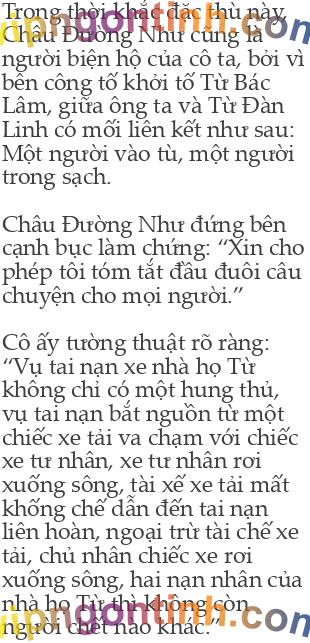 Trong thời khắc đặc thù này,
Châu Đường Như cũng là
người biện hộ của cô ta, bởi vì
bên công tố khởi tố Từ Bác
Lâm, giữa ông ta và Từ Đàn
Linh có mối liên kết như sau:
Một người vào tù, một người
trong sạch.
Châu Đường Như đứng bên
cạnh bục làm chứng: “Xin cho
phép tôi tóm tắt đầu đuôi câu
chuyện cho mọi người.”
Cô ấy tường thuật rõ ràng:
“Vụ tai nạn xe nhà họ Từ
không chỉ có một hung thủ,
vụ tai nạn bắt nguồn từ một
chiếc xe tải va chạm với chiếc
xe tư nhân, xe tư nhân rơi
xuống sông, tài xế xe tải mất
khống chế dẫn đến tai nạn
liên hoàn, ngoại trừ tài chế xe
tải, chủ nhân chiếc xe rơi
xuống sông, hai nạn nhân của
nhà họ Từ thì không còn
người chết nào khác.”
vipngontinh.com
vipngontinh.com